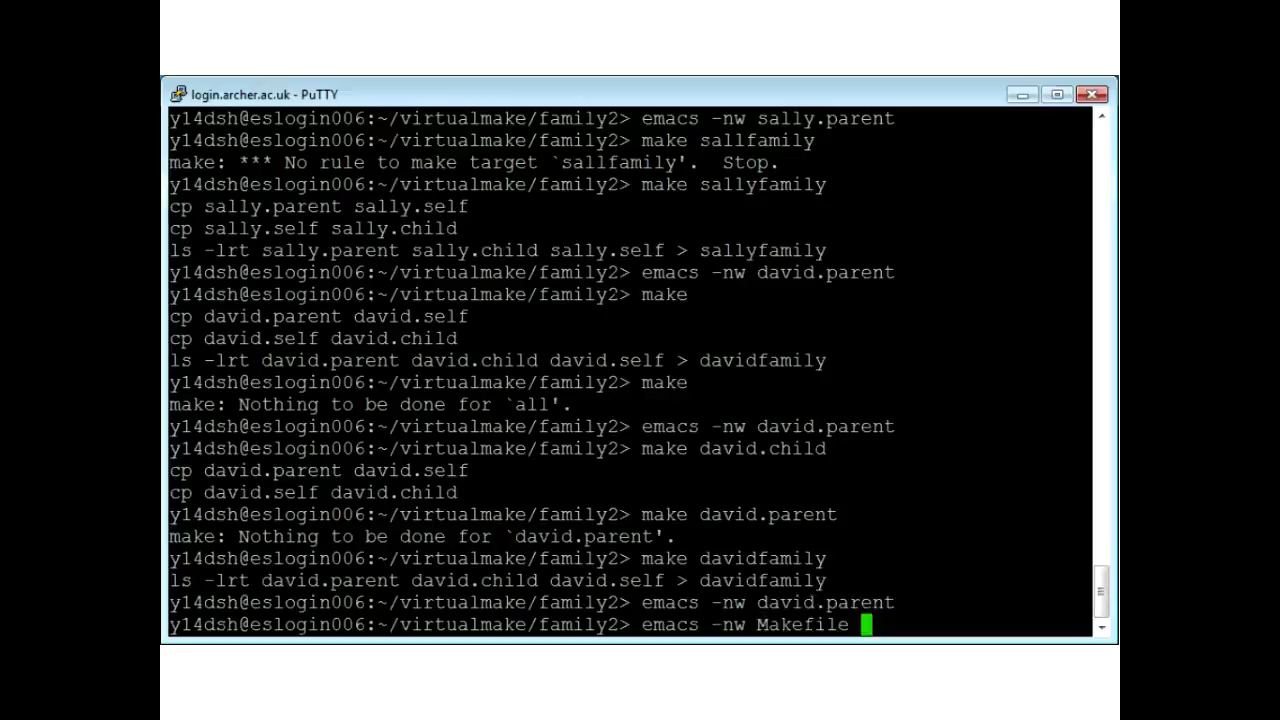 login.archer.ac.uk - PuTTY
y14dsh@eslogin006:~/virtualmake/family2> emacs -nw sally.parent
y14dsh@eslogin006:~/virtualmake/family2> make sallfamily
make: *** No rule to make target `sallfamily'.  Stop.
y14dsh@eslogin006:~/virtualmake/family2> make sallyfamily
cp sally.parent sally.self
cp sally.self sally.child
ls -lrt sally.parent sally.child sally.self > sallyfamily
y14dsh@eslogin006:~/virtualmake/family2> emacs -nw david.parent
y14dsh@eslogin006:~/virtualmake/family2> make
cp david.parent david.self
cp david.self david.child
ls -lrt david.parent david.child david.self > davidfamily
y14dsh@eslogin006:~/virtualmake/family2> make
make: Nothing to be done for `all'.
y14dsh@eslogin006:~/virtualmake/family2> emacs -nw david.parent
y14dsh@eslogin006:~/virtualmake/family2> make david.child
cp david.parent david.self
cp david.self david.child
y14dsh@eslogin006:~/virtualmake/family2> make david.parent
make: Nothing to be done for `david.parent'.
y14dsh@eslogin006:~/virtualmake/family2> make davidfamily
ls -lrt david.parent david.child david.self > davidfamily
y14dsh@eslogin006:~/virtualmake/family2> emacs -nw david.parent
y14dsh@eslogin006:~/virtualmake/family2> emacs -nw Makefile